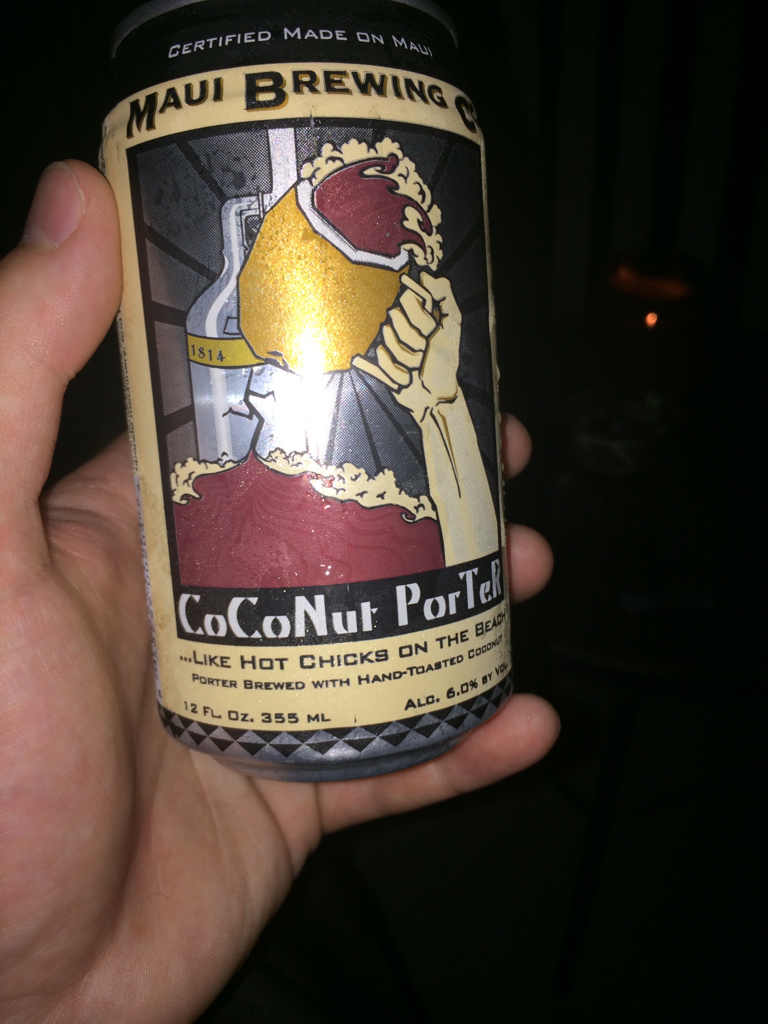 CERTIFIED MADE ON MAUI
MAUI BREWING CO
1814
CoCoNut PorTeR
...LIKE HOT CHICKS ON THE BEACH
PORTER BREWED WITH HAND-TOASTED COCONUT
12 FL. OZ. 355 ML
ALC. 6.0% BY VOL